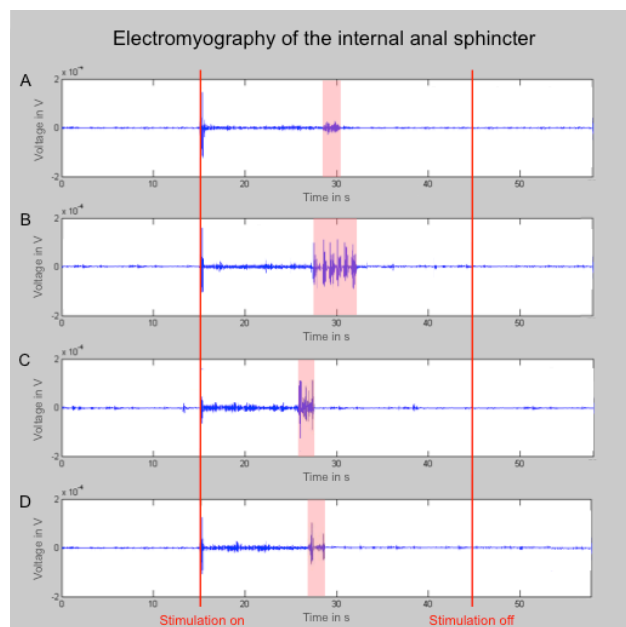 Electromyography of the internal anal sphincter
A
x 10⁻⁴
2
0
-2
Voltage in V
0 10 20 30 40 50
Time in s
B
x 10⁻⁴
2
0
-2
Voltage in V
0 10 20 30 40 50
Time in s
C
x 10⁻⁴
2
0
-2
Voltage in V
0 10 20 30 40 50
Time in s
D
x 10⁻⁴
2
0
-2
Voltage in V
0 10 20 30 40 50
Stimulation on Time in s Stimulation off